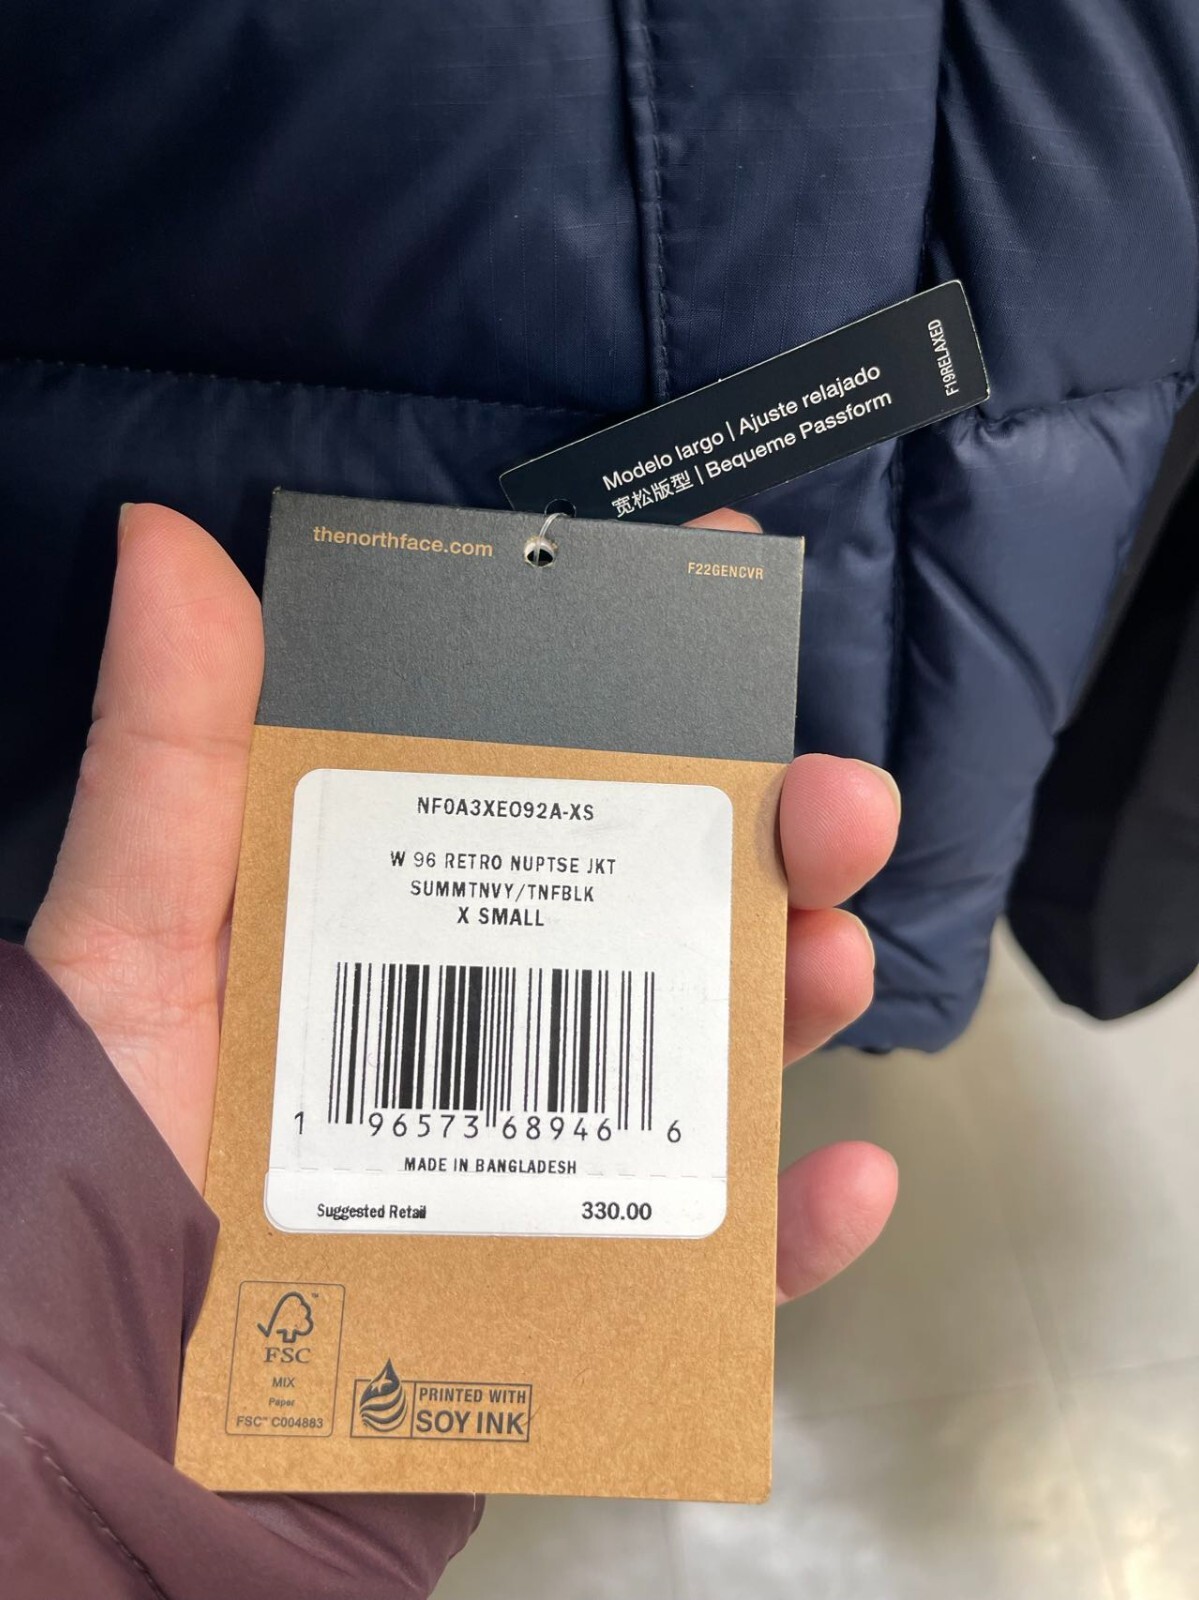 Modelo largo | Ajuste relajado
宽松版型 | Bequeme Passform
F19RELAXED
thenorthface.com
F22GENCVR
NF0A3XEO92A-XS
W 96 RETRO NUPTSE JKT
SUMMTNVY/TNFBLK
X SMALL
1 96573 68946 6
MADE IN BANGLADESH
Suggested Retail 330.00
FSC
MIX
Paper
FSC™ C004883
PRINTED WITH
SOY INK